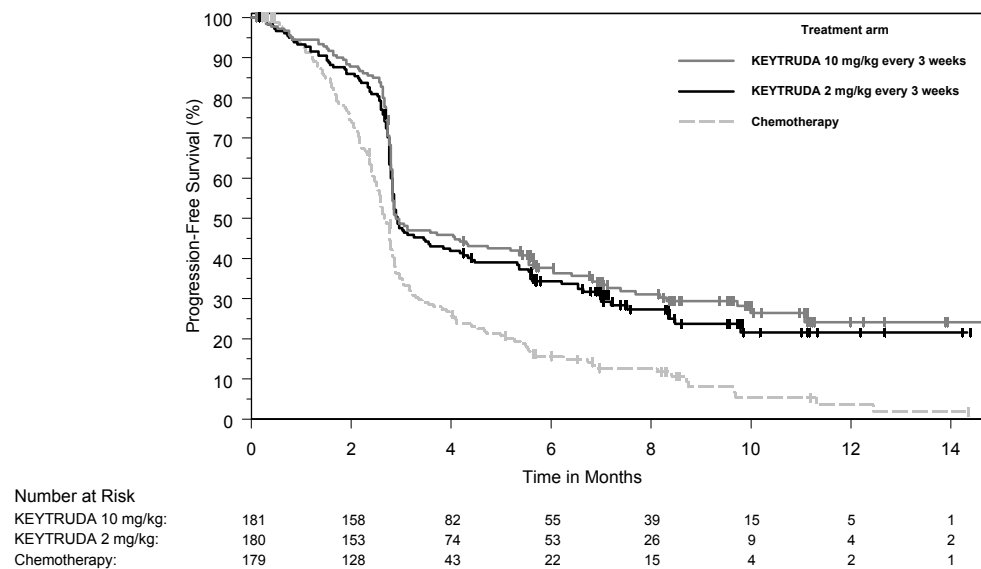 100
90
80
70
60
50
40
30
20
10
0
Progression-Free Survival (%)
Treatment arm
KEYTRUDA 10 mg/kg every 3 weeks
KEYTRUDA 2 mg/kg every 3 weeks
Chemotherapy
0 2 4 6 8 10 12 14
Time in Months
Number at Risk
KEYTRUDA 10 mg/kg: 181 158 82 55 39 15 5 1
KEYTRUDA 2 mg/kg: 180 153 74 53 26 9 4 2
Chemotherapy: 179 128 43 22 15 4 2 1